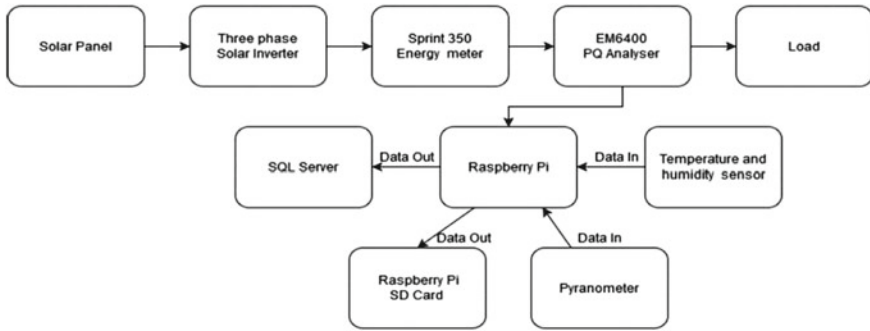 Solar Panel
Three phase
Solar Inverter
Sprint 350
Energy meter
EM6400
PQ Analyser
Load
SQL Server
Data Out
Raspberry Pi
Data In
Temperature and
humidity sensor
Data Out
Data In
Raspberry Pi
SD Card
Pyranometer